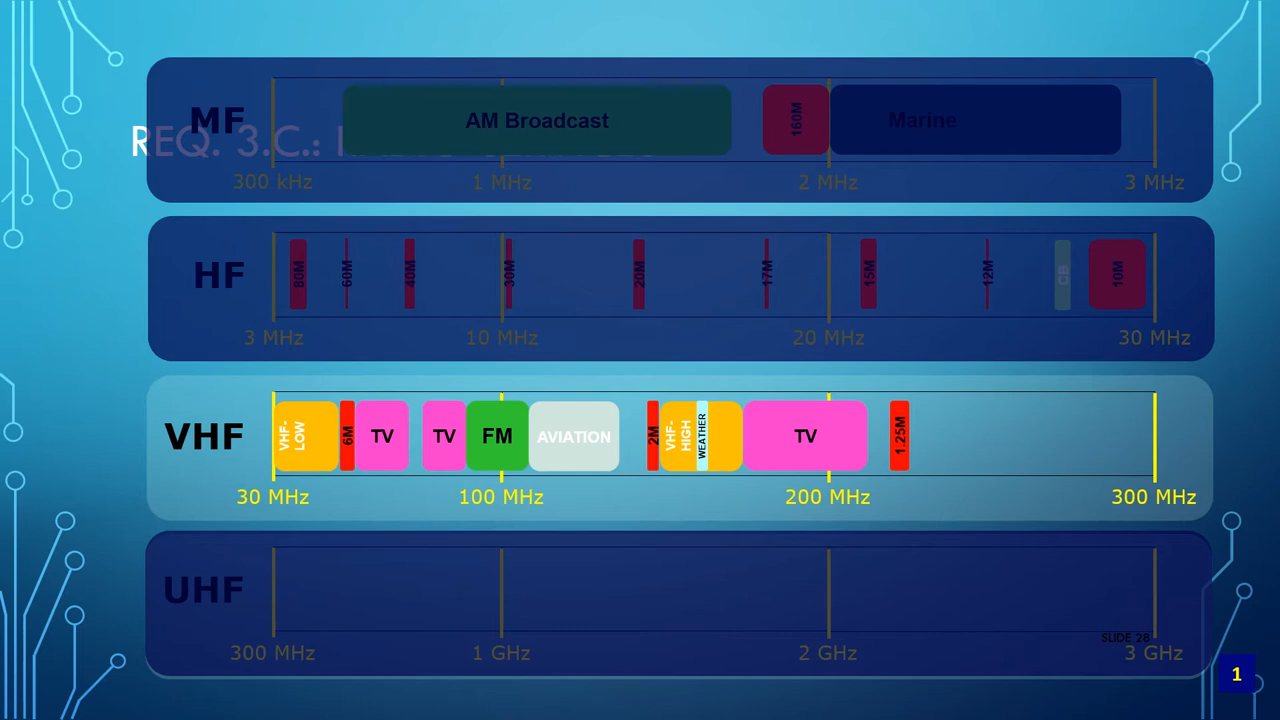 REQ. 3.C.:
MF
AM Broadcast
160M
Marine
300 kHz 1 MHz 2 MHz 3 MHz
HF
80M 60M 40M 30M 20M 17M 15M 12M CB 10M
3 MHz 10 MHz 20 MHz 30 MHz
VHF
VHF-
LOW
6M
TV
TV
FM
AVIATION
2M
VHF-
HIGH
WEATHER
TV
1.25M
30 MHz 100 MHz 200 MHz 300 MHz
UHF
SLIDE 28
300 MHz 1 GHz 2 GHz 3 GHz
1